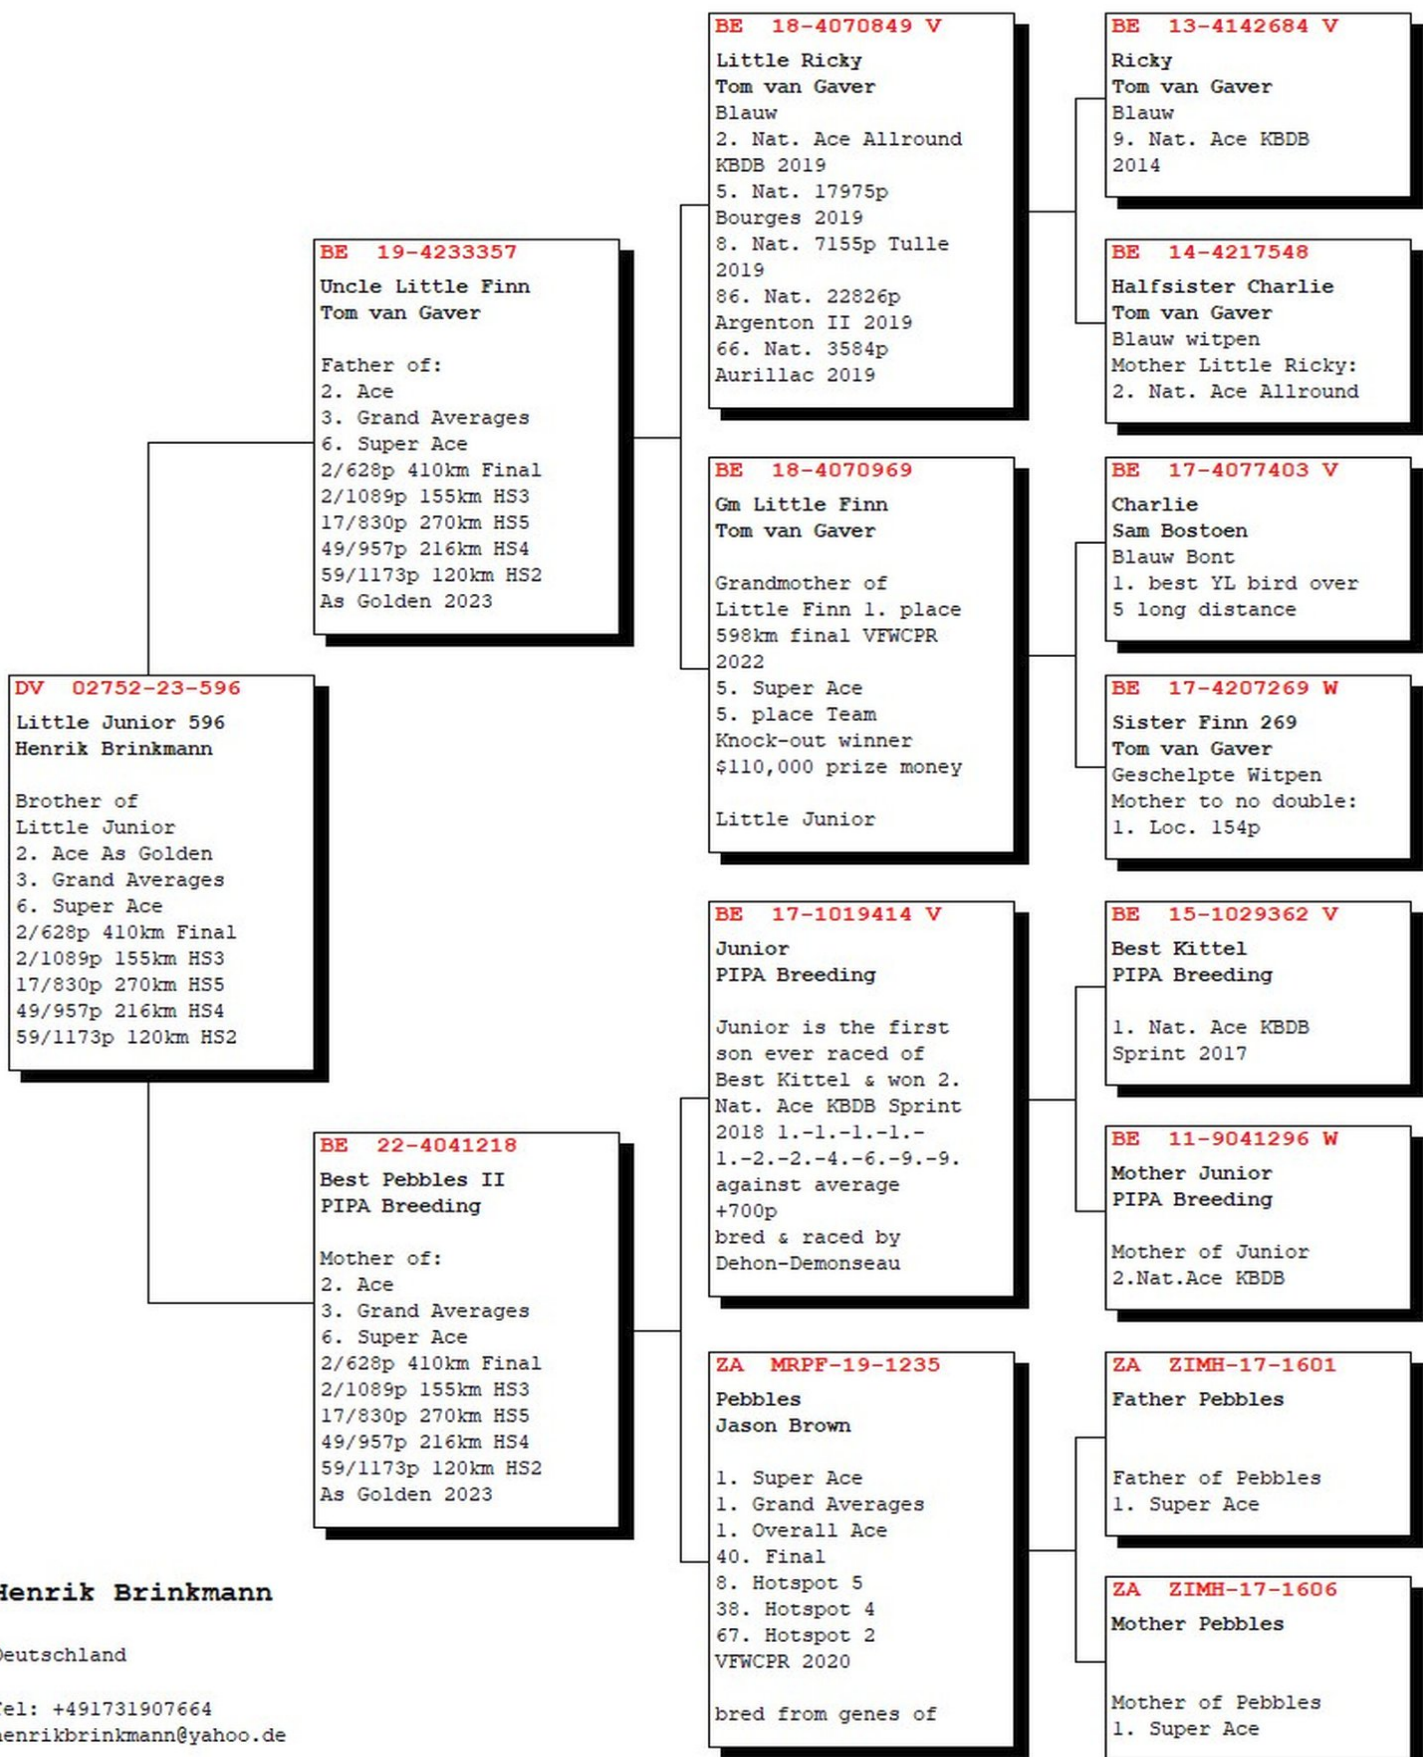 BE 18-4070849 V
Little Ricky
Tom van Gaver
Blauw
2. Nat. Ace Allround
KBDB 2019
5. Nat. 17975p
Bourges 2019
8. Nat. 7155p Tulle
2019
86. Nat. 22826p
Argenton II 2019
66. Nat. 3584p
Aurillac 2019
BE 13-4142684 V
Ricky
Tom van Gaver
Blauw
9. Nat. Ace KBDB
2014
BE 14-4217548
Halfsister Charlie
Tom van Gaver
Blauw witpen
Mother Little Ricky:
2. Nat. Ace Allround
BE 19-4233357
Uncle Little Finn
Tom van Gaver
Father of:
2. Ace
3. Grand Averages
6. Super Ace
2/628p 410km Final
2/1089p 155km HS3
17/830p 270km HS5
49/957p 216km HS4
59/1173p 120km HS2
As Golden 2023
BE 18-4070969
Gm Little Finn
Tom van Gaver
Grandmother of
Little Finn 1. place
598km final VFWCPR
2022
5. Super Ace
5. place Team
Knock-out winner
$110,000 prize money
Little Junior
BE 17-4077403 V
Charlie
Sam Bostoen
Blauw Bont
1. best YL bird over
5 long distance
BE 17-4207269 W
Sister Finn 269
Tom van Gaver
Geschelpte Witpen
Mother to no double:
1. Loc. 154p
DV 02752-23-596
Little Junior 596
Henrik Brinkmann
Brother of
Little Junior
2. Ace As Golden
3. Grand Averages
6. Super Ace
2/628p 410km Final
2/1089p 155km HS3
17/830p 270km HS5
49/957p 216km HS4
59/1173p 120km HS2
BE 17-1019414 V
Junior
PIPA Breeding
Junior is the first
son ever raced of
Best Kittel & won 2.
Nat. Ace KBDB Sprint
2018 1.-1.-1.-1.-
1.-2.-2.-4.-6.-9.-9.
against average
+700p
bred & raced by
Dehon-Demonseau
BE 15-1029362 V
Best Kittel
PIPA Breeding
1. Nat. Ace KBDB
Sprint 2017
BE 11-9041296 W
Mother Junior
PIPA Breeding
Mother of Junior
2.Nat.Ace KBDB
BE 22-4041218
Best Pebbles II
PIPA Breeding
Mother of:
2. Ace
3. Grand Averages
6. Super Ace
2/628p 410km Final
2/1089p 155km HS3
17/830p 270km HS5
49/957p 216km HS4
59/1173p 120km HS2
As Golden 2023
ZA MRPF-19-1235
Pebbles
Jason Brown
1. Super Ace
1. Grand Averages
1. Overall Ace
40. Final
8. Hotspot 5
38. Hotspot 4
67. Hotspot 2
VFWCPR 2020
bred from genes of
ZA ZIMH-17-1601
Father Pebbles
Father of Pebbles
1. Super Ace
ZA ZIMH-17-1606
Mother Pebbles
Mother of Pebbles
1. Super Ace
Henrik Brinkmann
Deutschland
Tel: +491731907664
henrikbrinkmann@yahoo.de